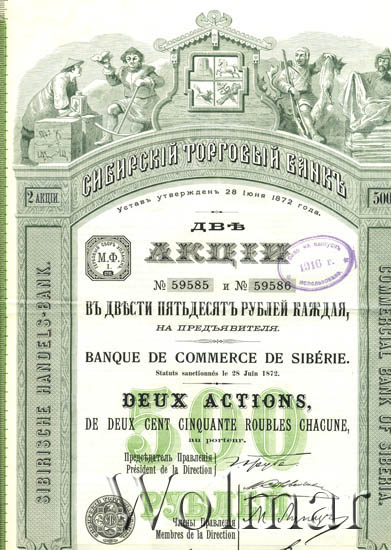 СИБИРСКІЙ ТОРГОВЫЙ БАНКЪ
2 АКЦІИ
500
Уставъ утвержденъ 28 Іюня 1872 года.
ДВѢ
АКЦІИ
М.Ф.
1916 г.
№ 59585 и № 59586
ВЪ ДВѢСТИ ПЯТЬДЕСЯТЪ РУБЛЕЙ КАЖДАЯ,
НА ПРЕДЪЯВИТЕЛЯ.
BANQUE DE COMMERCE DE SIBÉRIE.
Statuts sanctionnés le 28 Juin 1872.
DEUX ACTIONS,
500
DE DEUX CENT CINQUANTE ROUBLES CHACUNE,
au porteur.
Предсѣдатель Правленія
Président de la Direction
РУБЛЕЙ
Члены Правленія
Membres de la Direction
SIBIRISCHE HANDELS-BANK.
COMMERCIAL BANK OF SIBERIA.
Wolmar